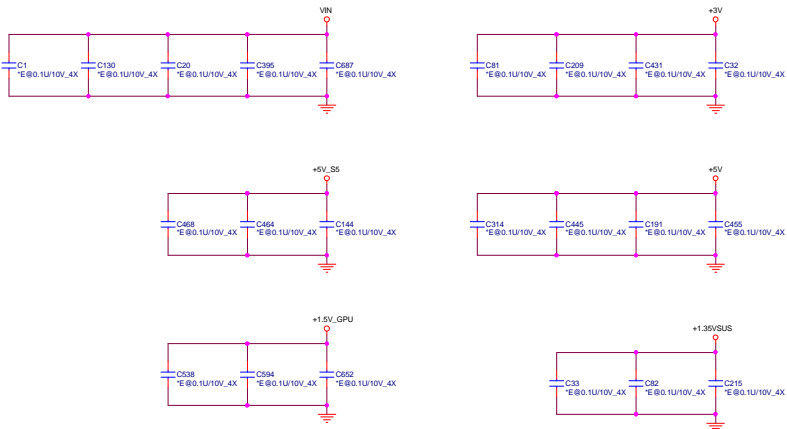 VIN
C1
*E@0.1U/10V_4X
C130
*E@0.1U/10V_4X
C20
*E@0.1U/10V_4X
C395
*E@0.1U/10V_4X
C687
*E@0.1U/10V_4X
+3V
C81
*E@0.1U/10V_4X
C209
*E@0.1U/10V_4X
C431
*E@0.1U/10V_4X
C32
*E@0.1U/10V_4X
+5V_S5
C468
*E@0.1U/10V_4X
C464
*E@0.1U/10V_4X
C144
*E@0.1U/10V_4X
+5V
C314
*E@0.1U/10V_4X
C445
*E@0.1U/10V_4X
C191
*E@0.1U/10V_4X
C455
*E@0.1U/10V_4X
+1.5V_GPU
C538
*E@0.1U/10V_4X
C594
*E@0.1U/10V_4X
C652
*E@0.1U/10V_4X
+1.35VSUS
C33
*E@0.1U/10V_4X
C82
*E@0.1U/10V_4X
C215
*E@0.1U/10V_4X